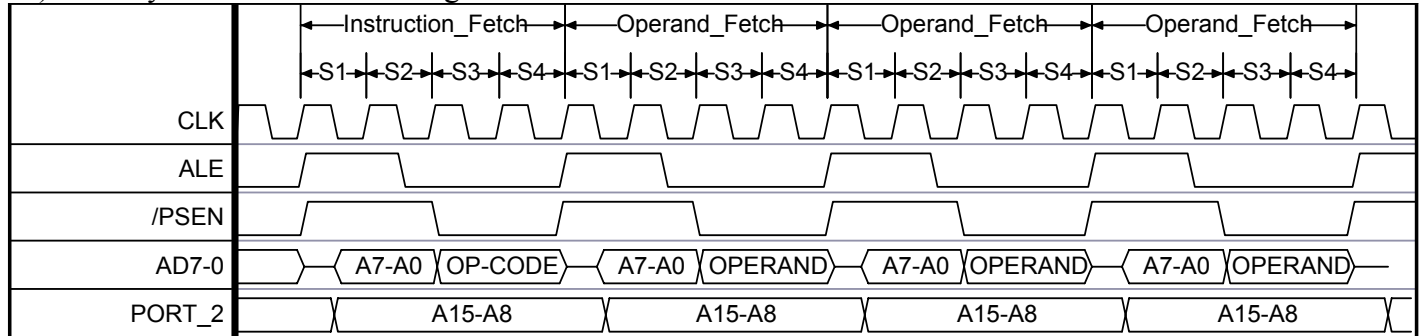 Instruction_Fetch Operand_Fetch Operand_Fetch Operand_Fetch
S1 S2 S3 S4 S1 S2 S3 S4 S1 S2 S3 S4 S1 S2 S3 S4
CLK
ALE
/PSEN
AD7-0 A7-A0 OP-CODE A7-A0 OPERAND A7-A0 OPERAND A7-A0 OPERAND
PORT_2 A15-A8 A15-A8 A15-A8 A15-A8